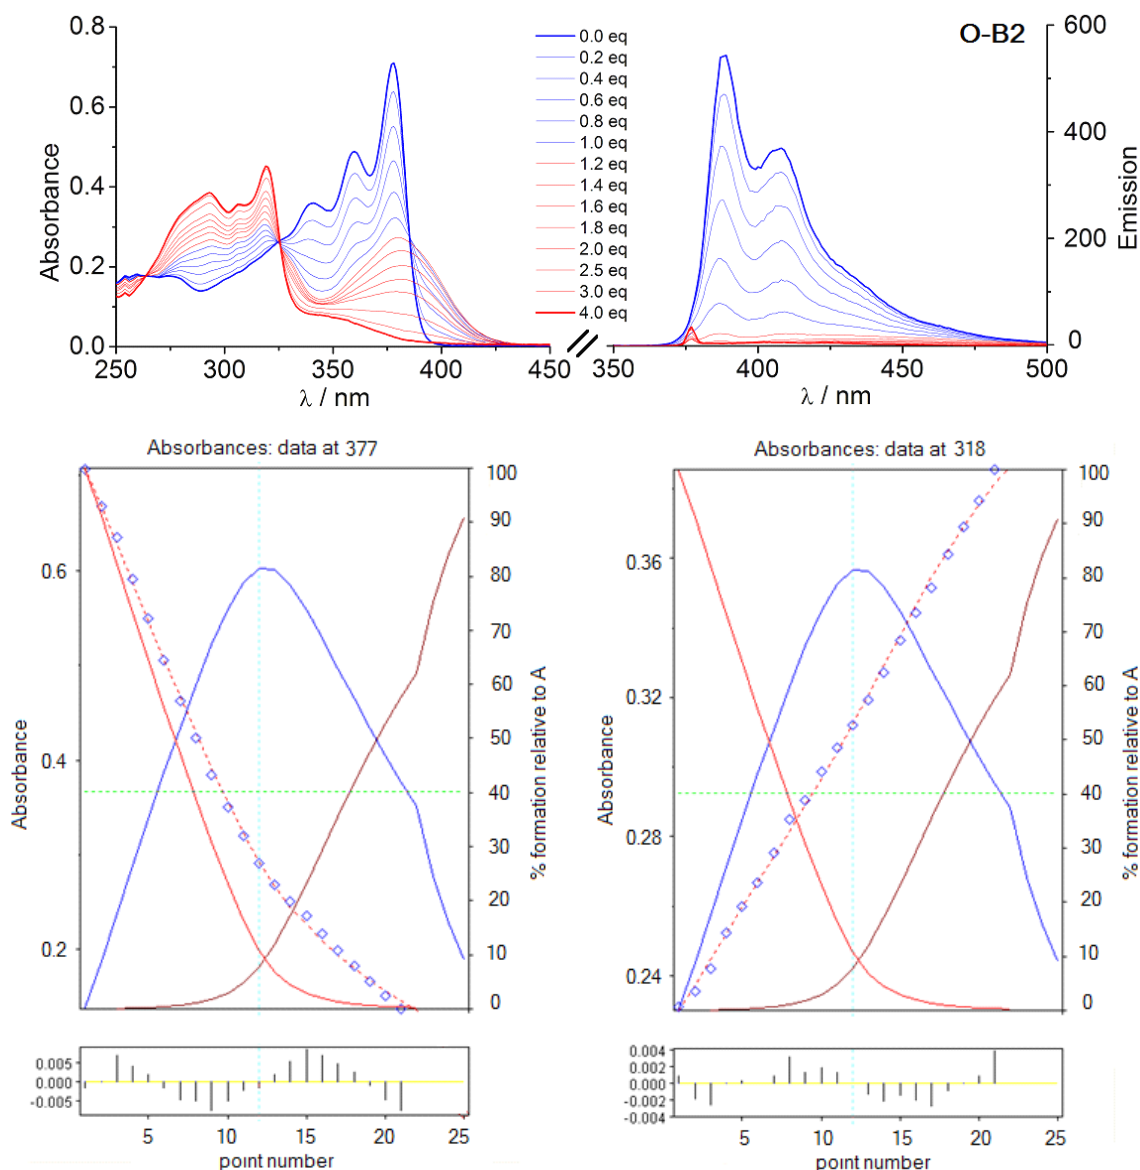 O-B2
Absorbance
0.8
0.6
0.4
0.2
0.0
250 300 350 400 450
λ / nm
0.0 eq
0.2 eq
0.4 eq
0.6 eq
0.8 eq
1.0 eq
1.2 eq
1.4 eq
1.6 eq
1.8 eq
2.0 eq
2.5 eq
3.0 eq
4.0 eq
600
400
200
0
Emission
350 400 450 500
λ / nm
Absorbances: data at 377
Absorbance
0.6
0.4
0.2
100
90
80
70
60
50
40
30
20
10
0
% formation relative to A
0.005
0.000
-0.005
5 10 15 20 25
point number
Absorbances: data at 318
Absorbance
0.36
0.32
0.28
0.24
100
90
80
70
60
50
40
30
20
10
0
% formation relative to A
0.004
0.002
0.000
-0.002
-0.004
5 10 15 20 25
point number